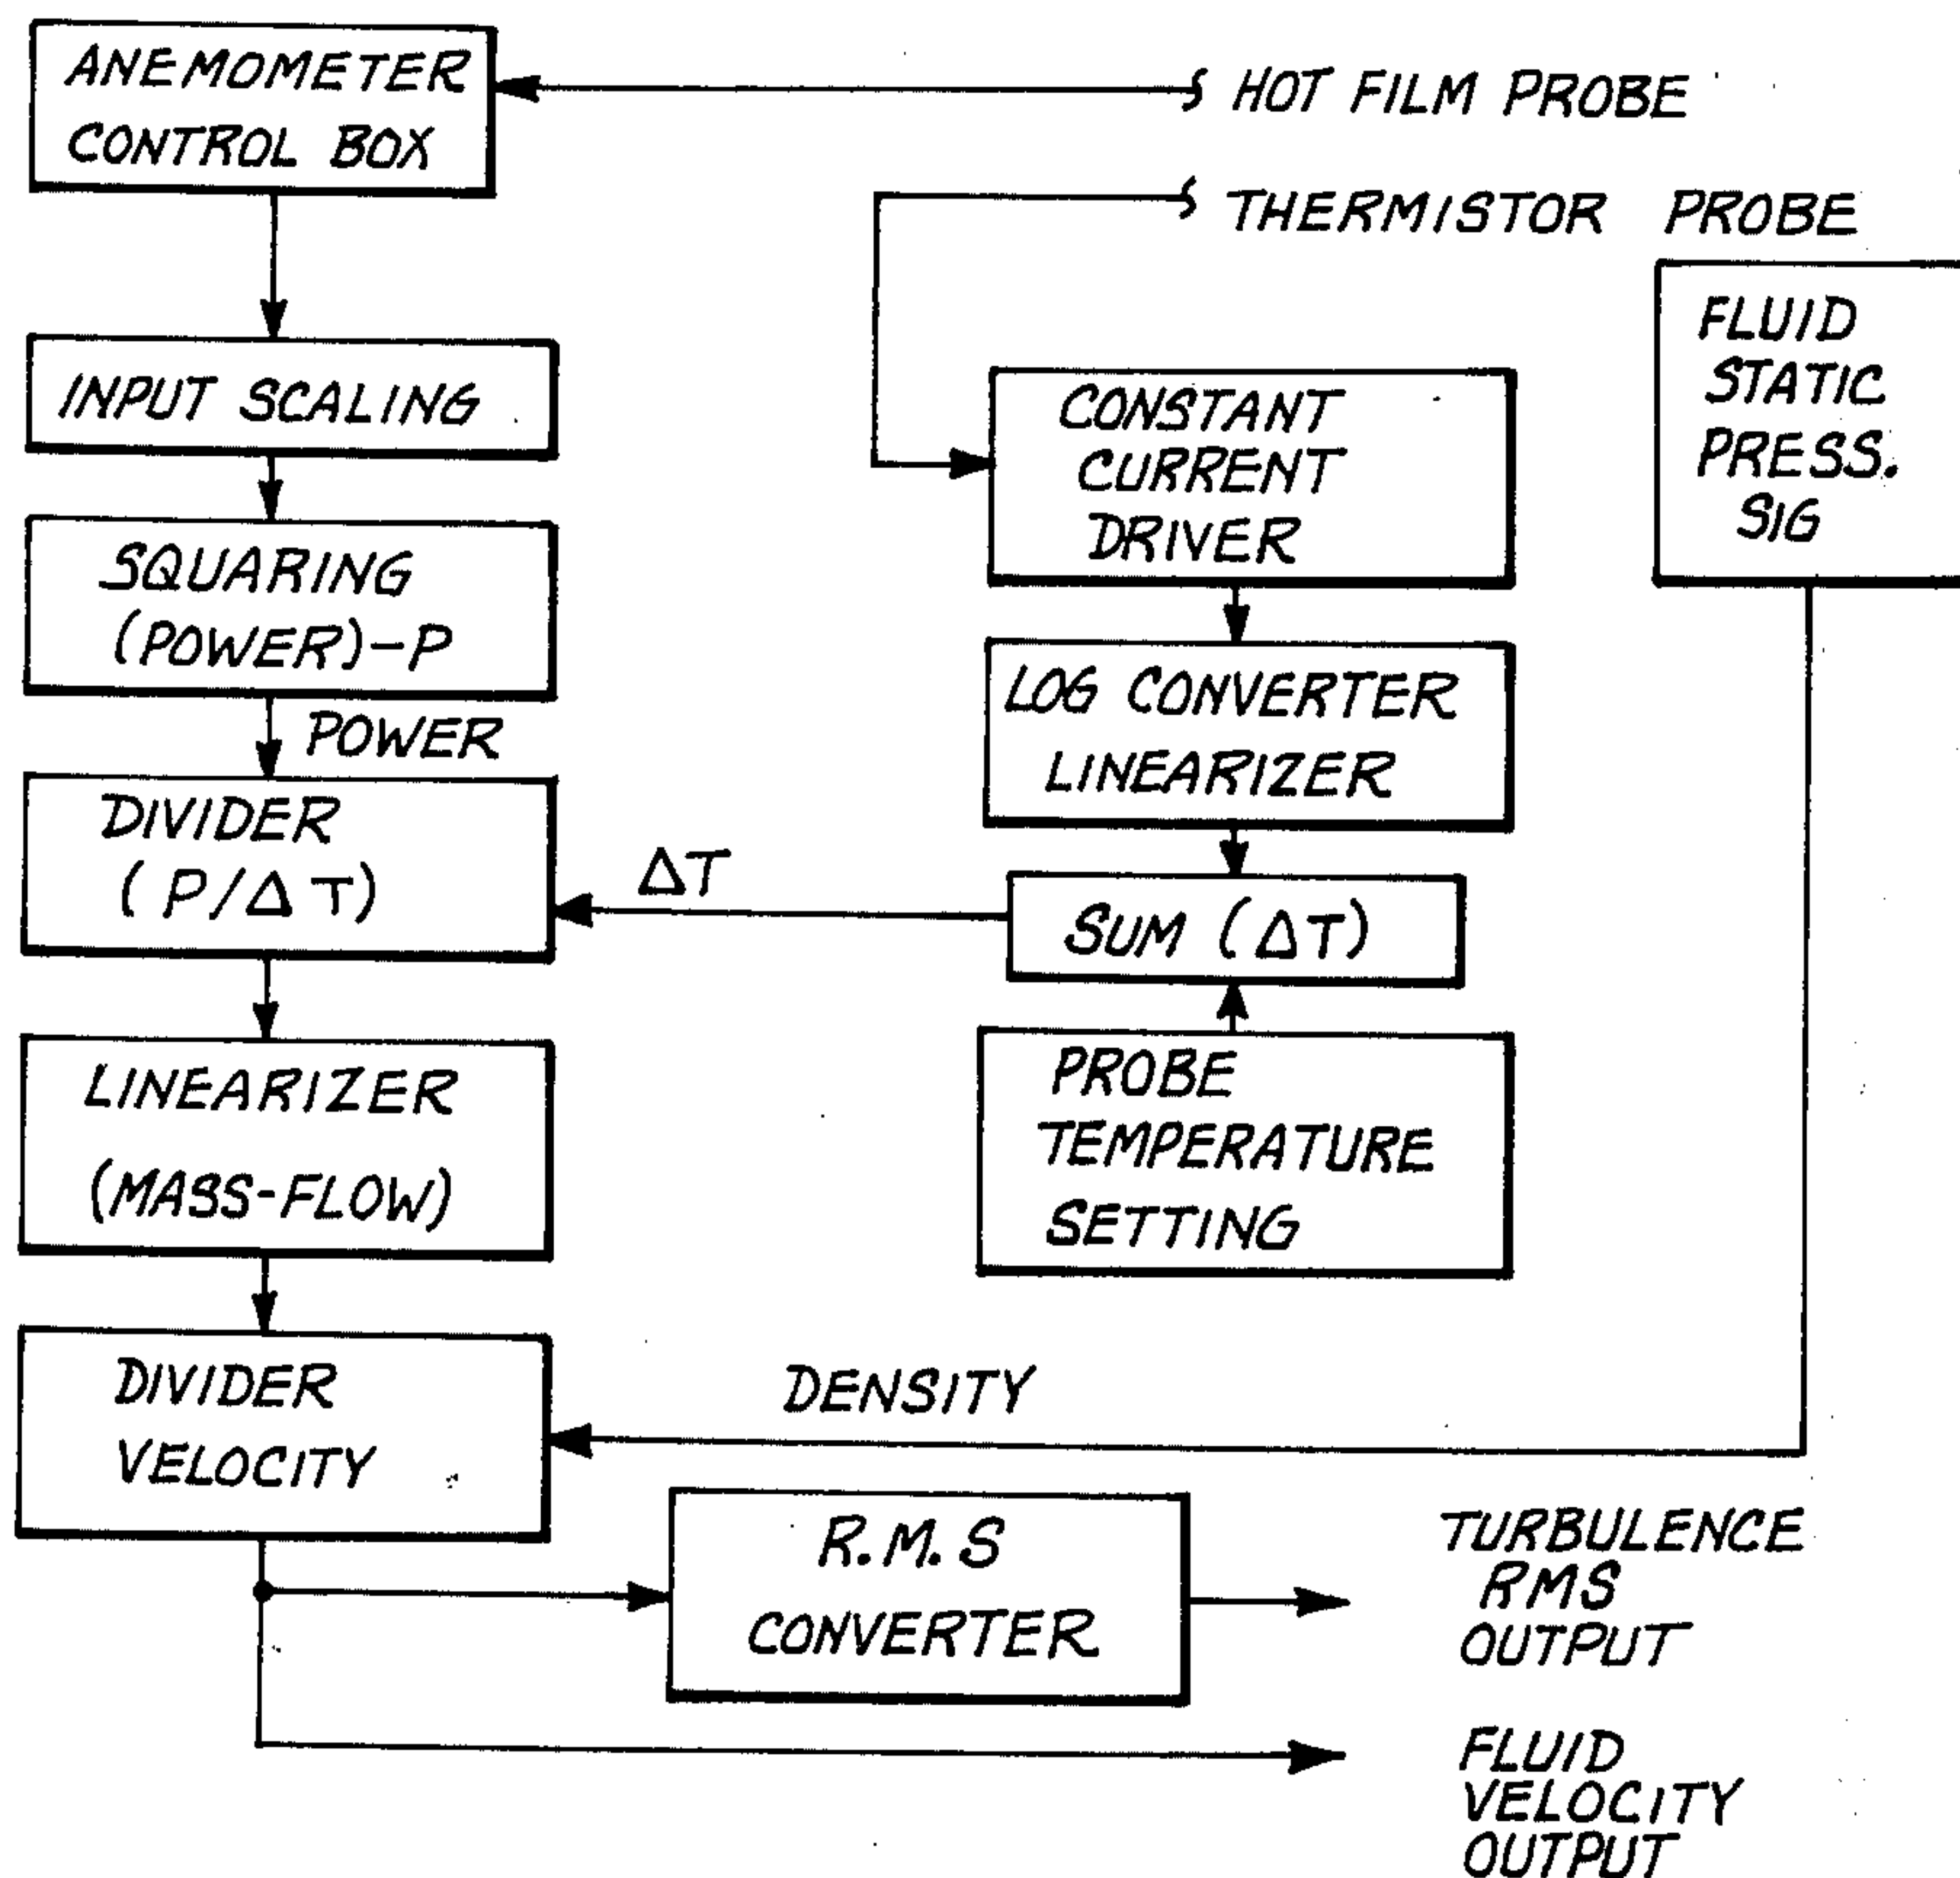 ANEMOMETER
CONTROL BOX
HOT FILM PROBE
THERMISTOR PROBE
FLUID
STATIC
PRESS.
SIG
INPUT SCALING
CONSTANT
CURRENT
DRIVER
SQUARING
(POWER)-P
LOG CONVERTER
LINEARIZER
POWER
DIVIDER
(P/ΔT)
ΔT
SUM (ΔT)
LINEARIZER
(MASS-FLOW)
PROBE
TEMPERATURE
SETTING
DIVIDER
VELOCITY
DENSITY
R.M.S
CONVERTER
TURBULENCE
RMS
OUTPUT
FLUID
VELOCITY
OUTPUT